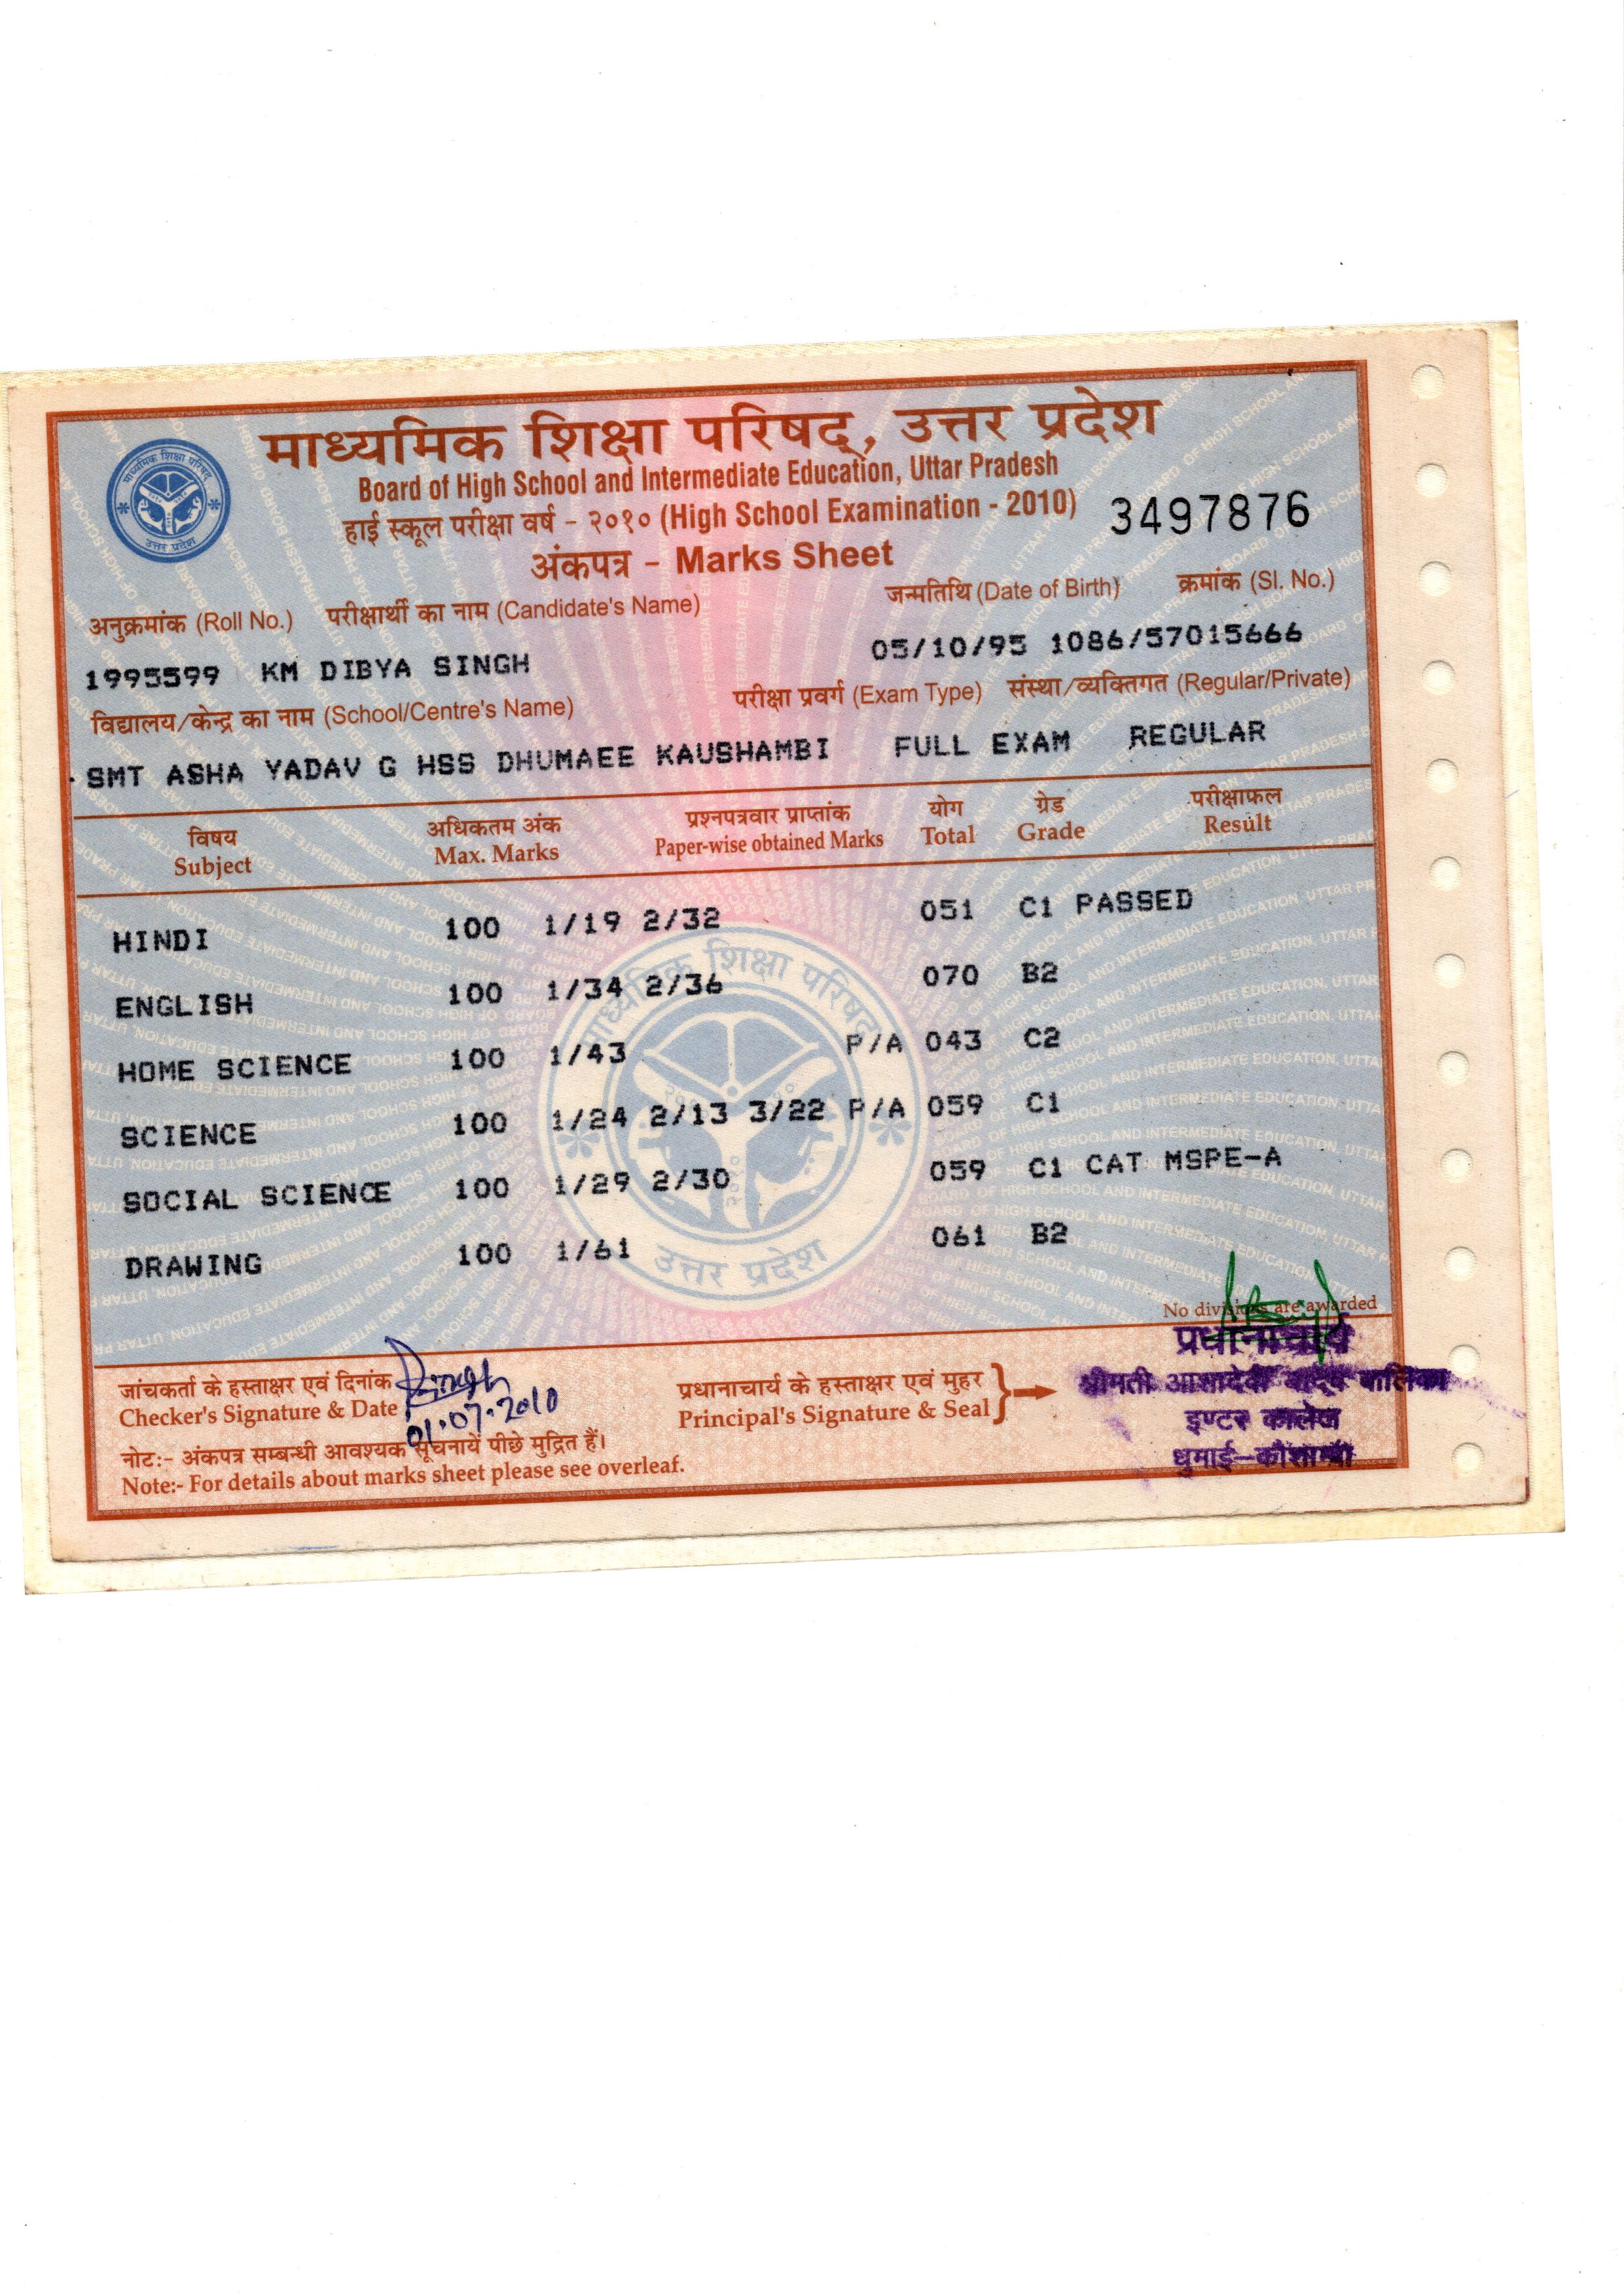 माध्यमिक शिक्षा परिषद्, उत्तर प्रदेश
Board of High School and Intermediate Education, Uttar Pradesh
हाई स्कूल परीक्षा वर्ष - २०१० (High School Examination - 2010) 3497876
अंकपत्र - Marks Sheet
अनुक्रमांक (Roll No.) परीक्षार्थी का नाम (Candidate's Name) जन्मतिथि (Date of Birth) क्रमांक (Sl. No.)
1995599 KM DIBYA SINGH 05/10/95 1086/57015666
विद्यालय/केन्द्र का नाम (School/Centre's Name) परीक्षा प्रवर्ग (Exam Type) संस्था/व्यक्तिगत (Regular/Private)
SMT ASHA YADAV G HSS DHUMAEE KAUSHAMBI FULL EXAM REGULAR
विषय अधिकतम अंक प्रश्नपत्रवार प्राप्तांक योग ग्रेड परीक्षाफल
Subject Max. Marks Paper-wise obtained Marks Total Grade Result
HINDI 100 1/19 2/32 051 C1 PASSED
ENGLISH 100 1/34 2/36 070 B2
HOME SCIENCE 100 1/43 P/A 043 C2
SCIENCE 100 1/24 2/13 3/22 P/A 059 C1
SOCIAL SCIENCE 100 1/29 2/30 059 C1 CAT MSPE-A
DRAWING 100 1/61 061 B2
माध्यमिक शिक्षा परिषद्
उत्तर प्रदेश
No divisions are awarded
जांचकर्ता के हस्ताक्षर एवं दिनांक
Checker's Signature & Date
01.07.2010
प्रधानाचार्य के हस्ताक्षर एवं मुहर
Principal's Signature & Seal
प्रधानाचार्य
श्रीमती आशादेवी यादव बालिका
इण्टर कालेज
धुमाई-कौशाम्बी
नोटः- अंकपत्र सम्बन्धी आवश्यक सूचनायें पीछे मुद्रित हैं।
Note:- For details about marks sheet please see overleaf.